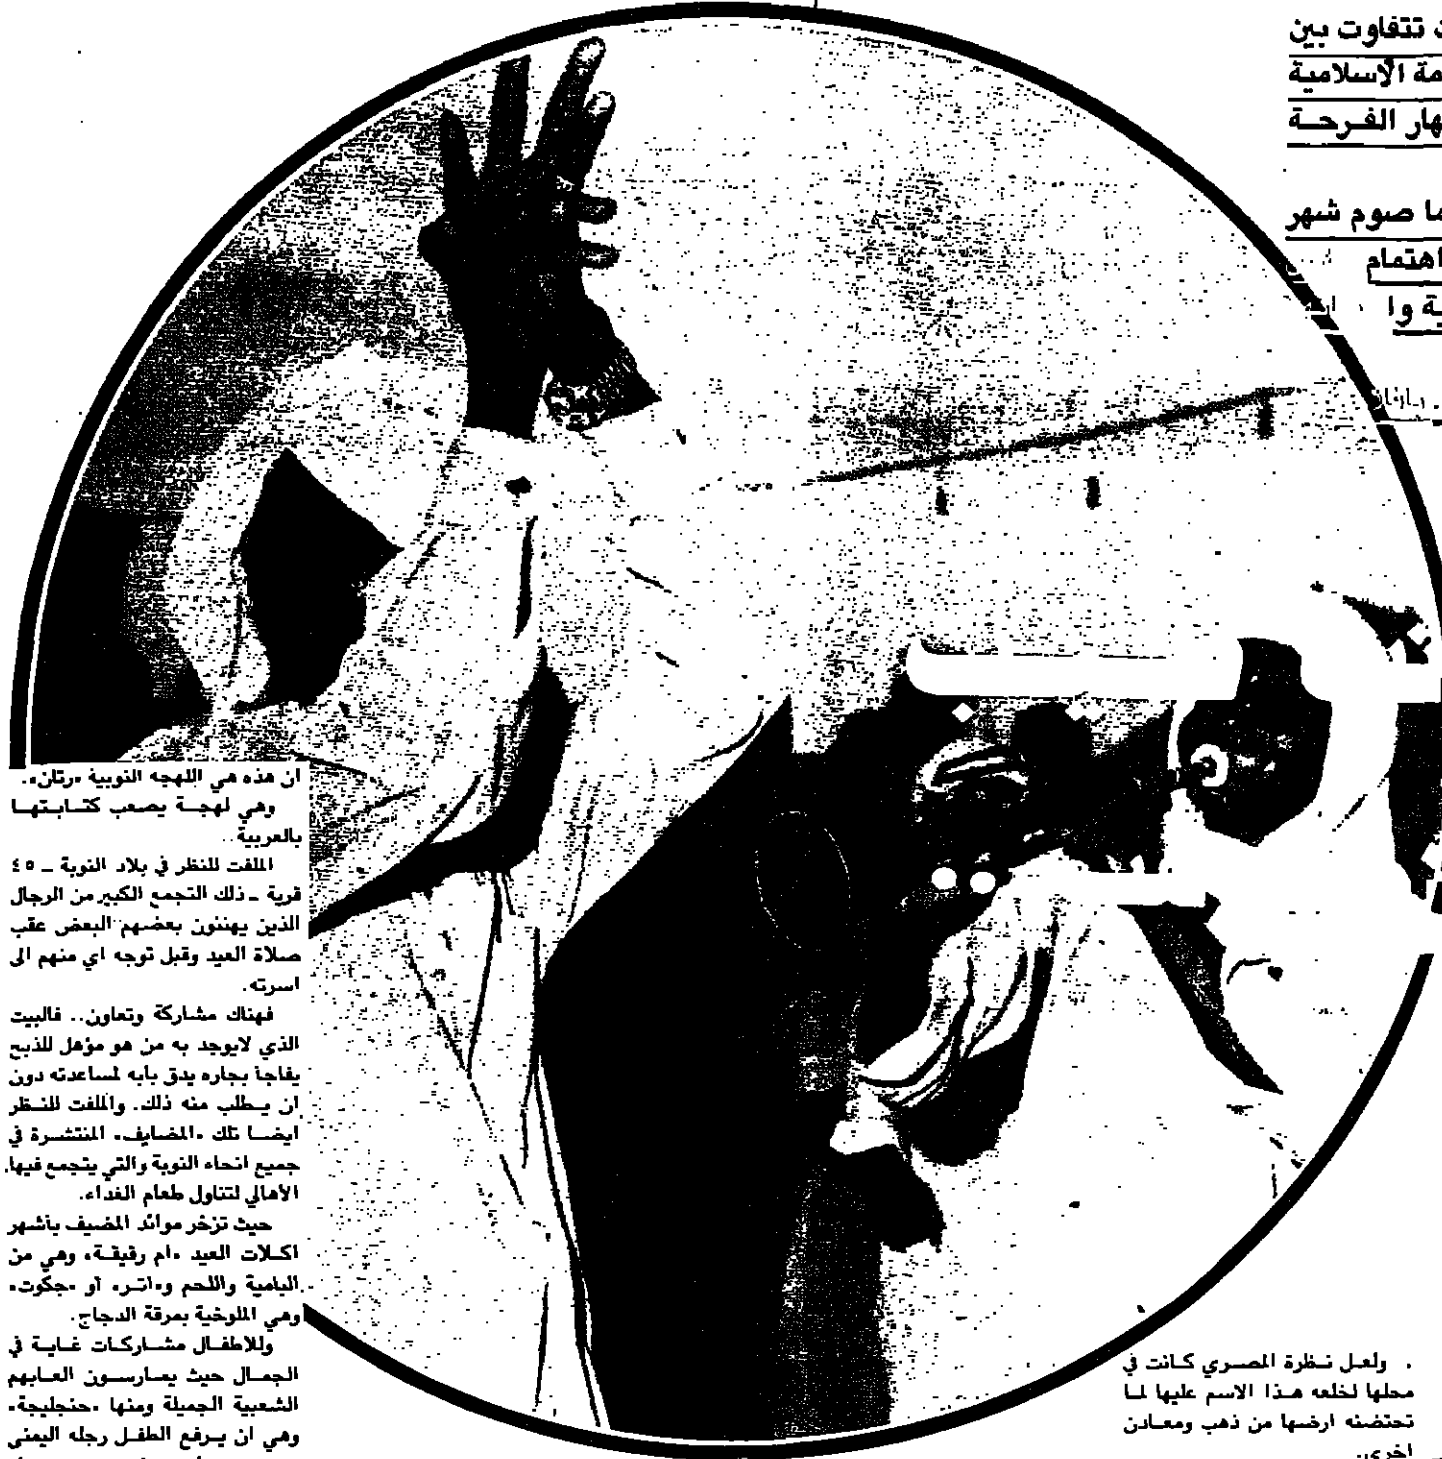 تتفاوت بين
الإسلامية
الفرحة
صوم شهر
اهتمام
ان هذه هي اللهجه النوبية «رتان».
وهي لهجة يصعب كتابتها
بالعربية..
الملفت للنظر في بلاد النوبة ـ ٤٥
قرية ـ ذلك التجمع الكبير من الرجال
الذين يهنئون بعضهم البعض عقب
صلاة العيد وقبل توجه اي منهم الى
اسرته.
فهناك مشاركة وتعاون.. فالبيت
الذي لايوجد به من هو مؤهل للذبح
يفاجأ بجاره يدق بابه لمساعدته دون
ان يطلب منه ذلك. والملفت للنظر
ايضا تلك «المضايف» المنتشرة في
جميع انحاء النوبة والتي يتجمع فيها
الأهالي لتناول طعام الغداء.
حيث تزخر موائد المضيف بأشهر
اكلات العيد «ام رقيقة» وهي من
البامية واللحم و«اتر» أو «جكوت»
وهي الملوخية بمرقة الدجاج.
وللاطفال مشاركات غاية في
الجمال حيث يمارسون العابهم
الشعبية الجميلة ومنها «حنجليجة»
وهي ان يرفع الطفل رجله اليمنى
. ولعل نظرة المصري كانت في
محلها لخلعه هذا الاسم عليها لما
تحتضنه ارضها من ذهب ومعادن
اخرى.